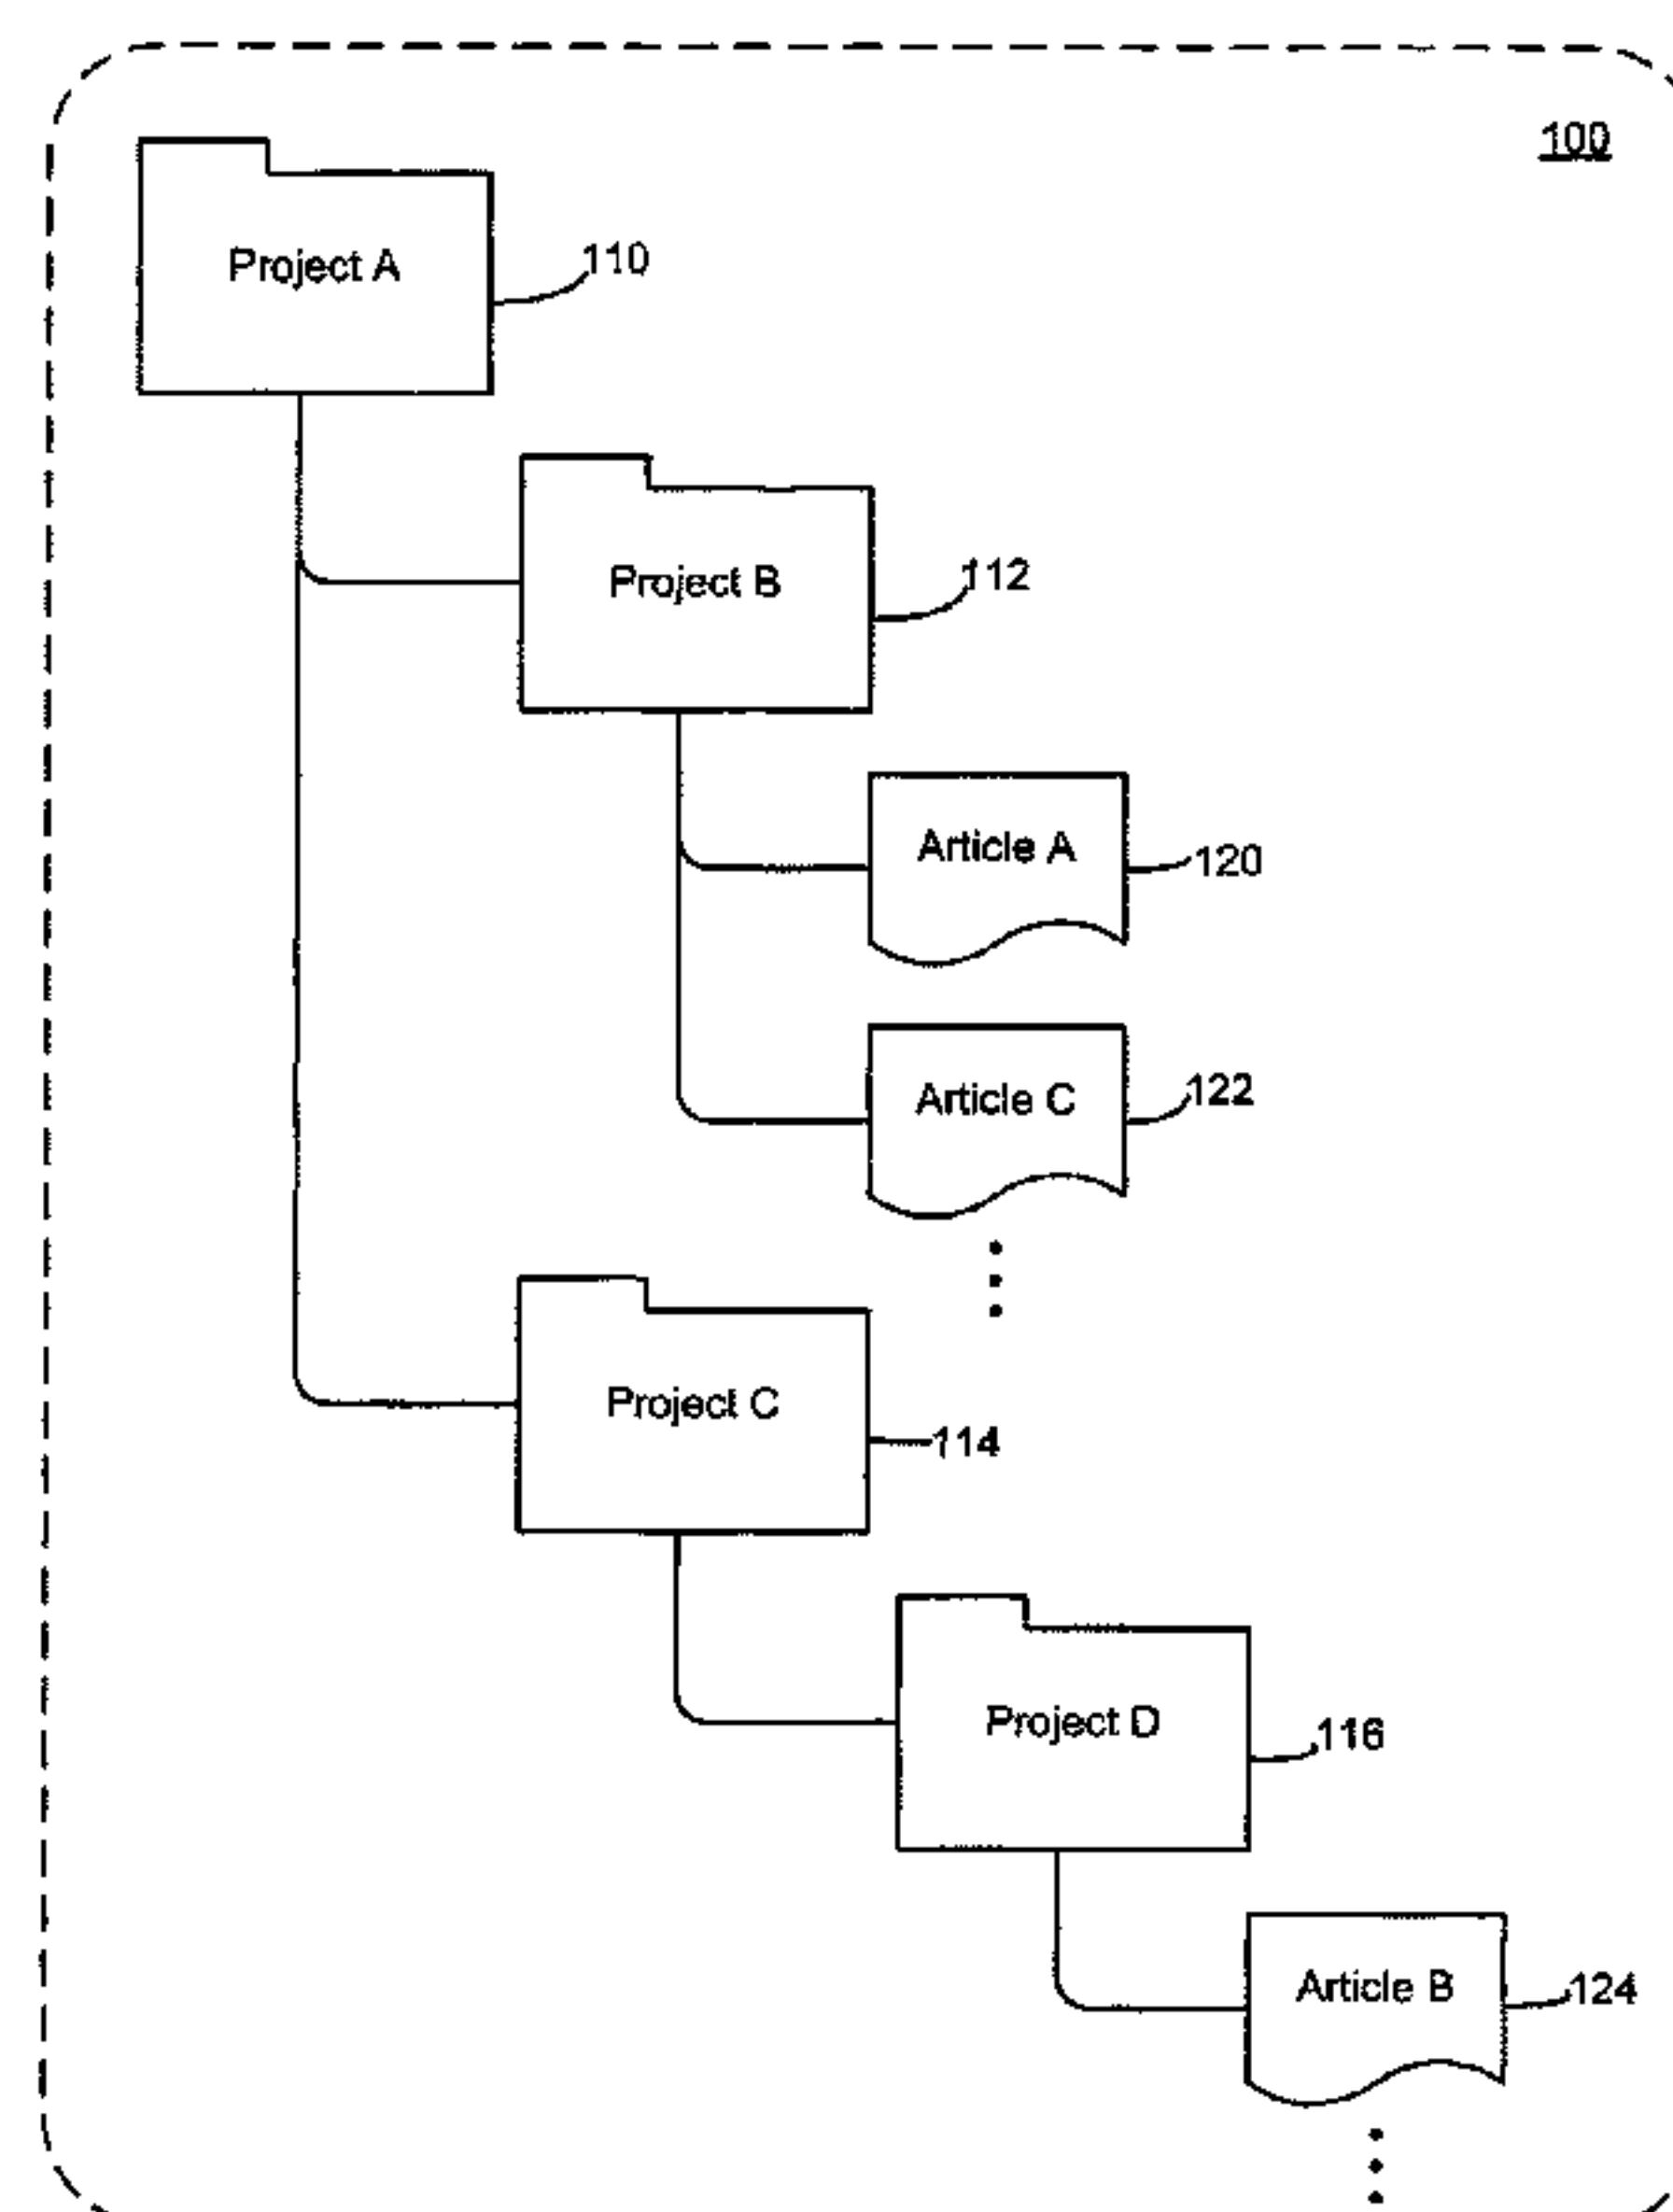 100
Project A
110
Project B
112
Article A
120
Article C
122
Project C
114
Project D
116
Article B
124